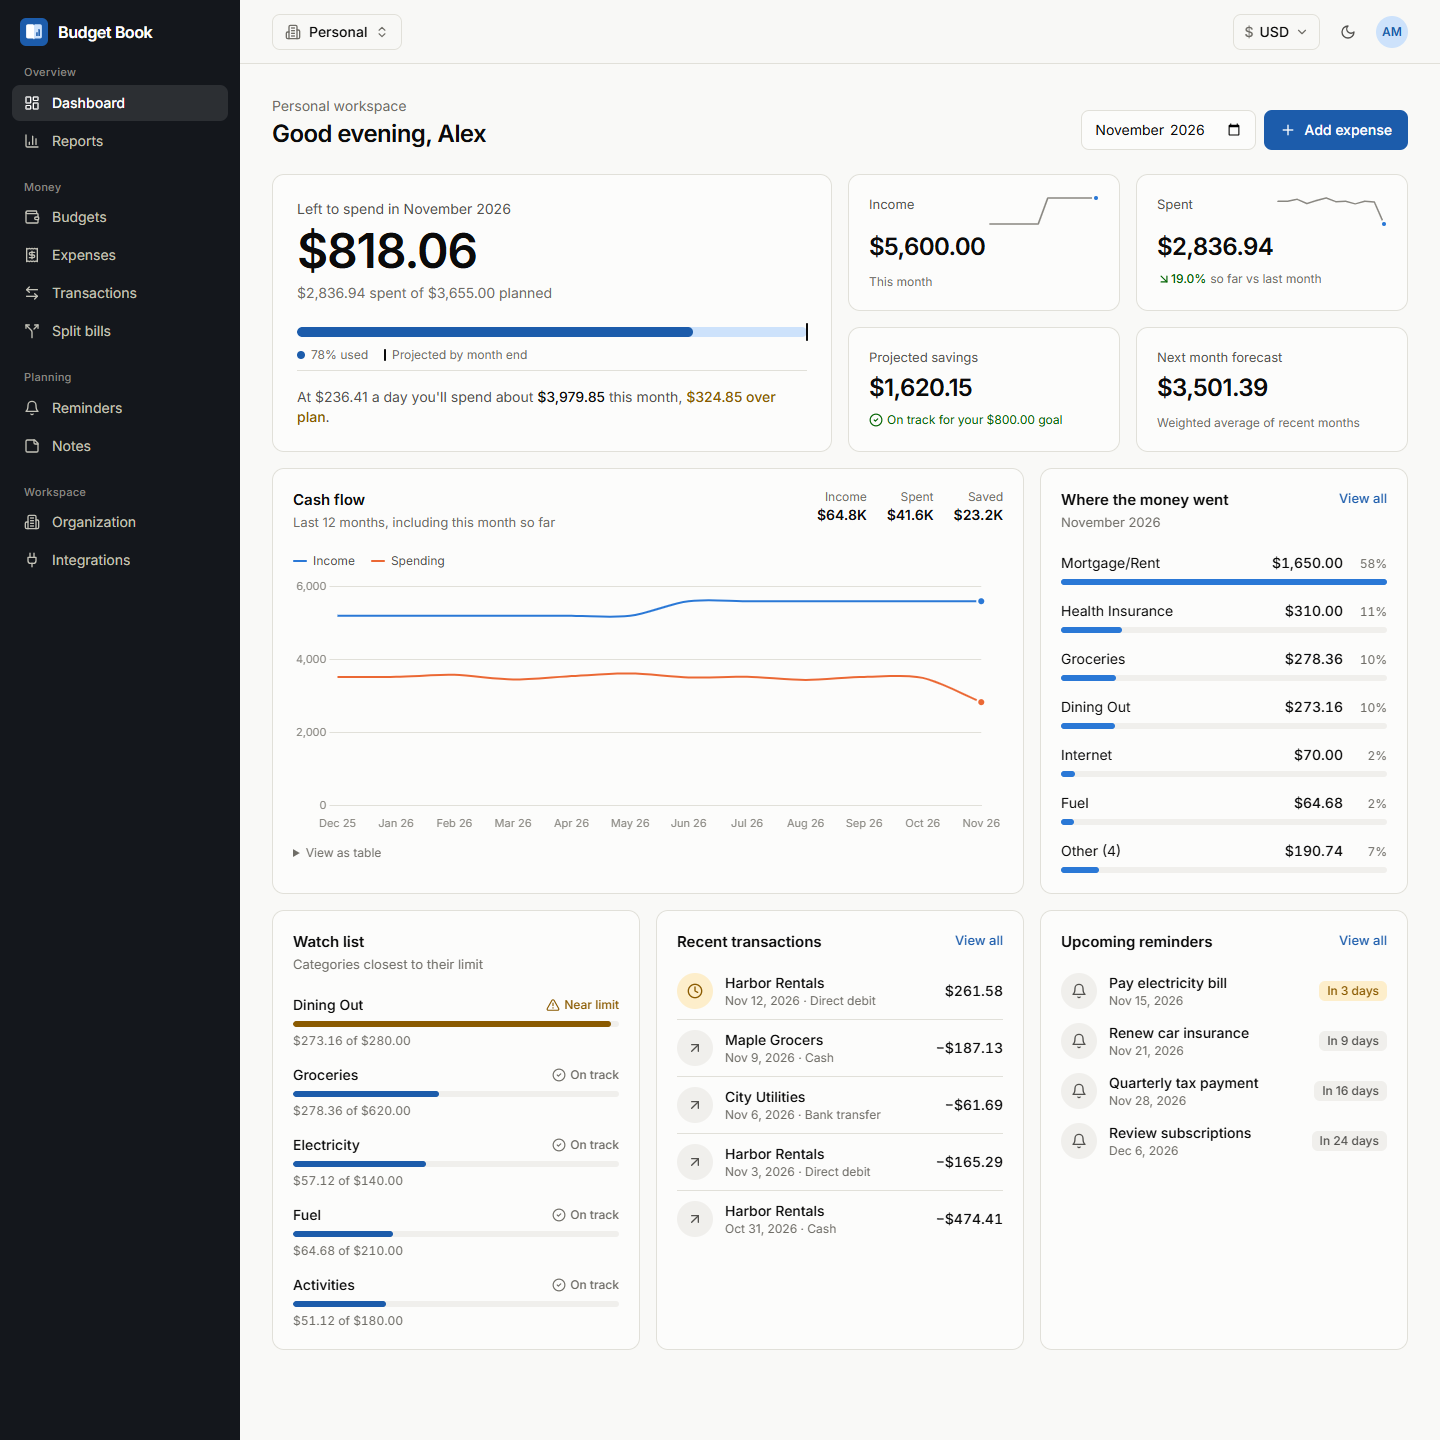 Budget Book
Overview
Dashboard
Reports
Money
Budgets
Expenses
Transactions
Split bills
Planning
Reminders
Notes
Workspace
Organization
Integrations
Personal
$ USD
AM
Personal workspace
Good evening, Alex
November 2026
Add expense
Left to spend in November 2026
$818.06
$2,836.94 spent of $3,655.00 planned
78% used
Projected by month end
At $236.41 a day you'll spend about $3,979.85 this month, $324.85 over
plan.
Income
$5,600.00
This month
Spent
$2,836.94
19.0% so far vs last month
Projected savings
$1,620.15
On track for your $800.00 goal
Next month forecast
$3,501.39
Weighted average of recent months
Cash flow
Last 12 months, including this month so far
Income Spent Saved
$64.8K $41.6K $23.2K
Income Spending
6,000
4,000
2,000
0
Dec 25 Jan 26 Feb 26 Mar 26 Apr 26 May 26 Jun 26 Jul 26 Aug 26 Sep 26 Oct 26 Nov 26
View as table
Where the money went
View all
November 2026
Mortgage/Rent $1,650.00 58%
Health Insurance $310.00 11%
Groceries $278.36 10%
Dining Out $273.16 10%
Internet $70.00 2%
Fuel $64.68 2%
Other (4) $190.74 7%
Watch list
Categories closest to their limit
Dining Out Near limit
$273.16 of $280.00
Groceries On track
$278.36 of $620.00
Electricity On track
$57.12 of $140.00
Fuel On track
$64.68 of $210.00
Activities On track
$51.12 of $180.00
Recent transactions
View all
Harbor Rentals $261.58
Nov 12, 2026 · Direct debit
Maple Grocers −$187.13
Nov 9, 2026 · Cash
City Utilities −$61.69
Nov 6, 2026 · Bank transfer
Harbor Rentals −$165.29
Nov 3, 2026 · Direct debit
Harbor Rentals −$474.41
Oct 31, 2026 · Cash
Upcoming reminders
View all
Pay electricity bill In 3 days
Nov 15, 2026
Renew car insurance In 9 days
Nov 21, 2026
Quarterly tax payment In 16 days
Nov 28, 2026
Review subscriptions In 24 days
Dec 6, 2026